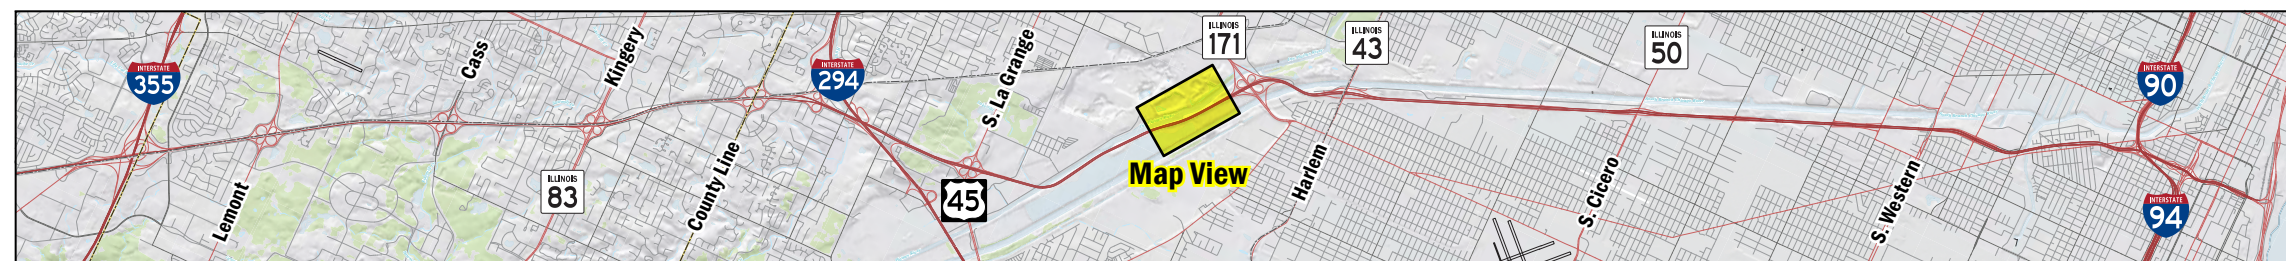 INTERSTATE
355
Lemont
Cass
ILLINOIS
83
Kingery
County Line
INTERSTATE
294
45
S. La Grange
Map View
ILLINOIS
171
Harlem
ILLINOIS
43
S. Cicero
ILLINOIS
50
S. Western
INTERSTATE
90
INTERSTATE
94